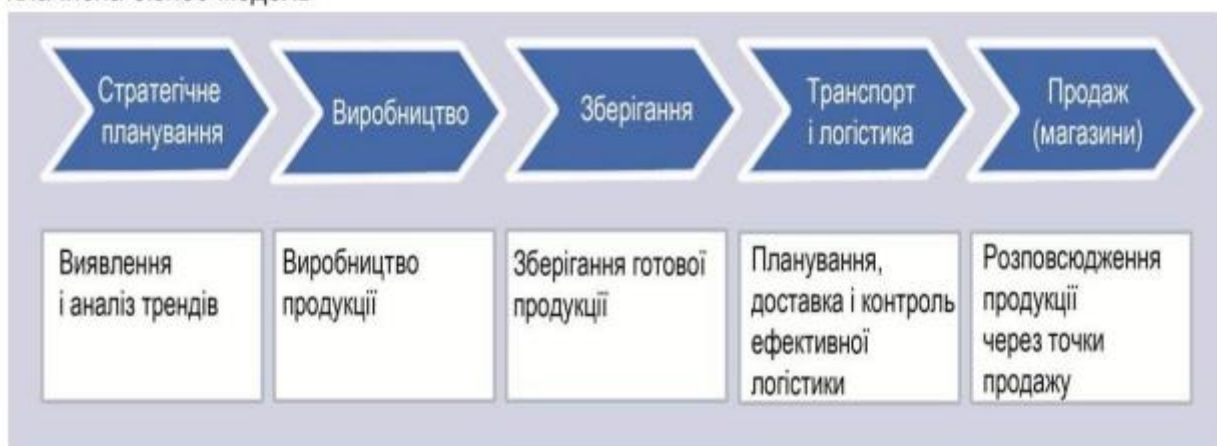 Стратегічне
планування
Виробництво
Зберігання
Транспорт
і логістика
Продаж
(магазини)
Виявлення
і аналіз трендів
Виробництво
продукції
Зберігання готової
продукції
Планування,
доставка і контроль
ефективної
логістики
Розповсюдження
продукції
через точки
продажу